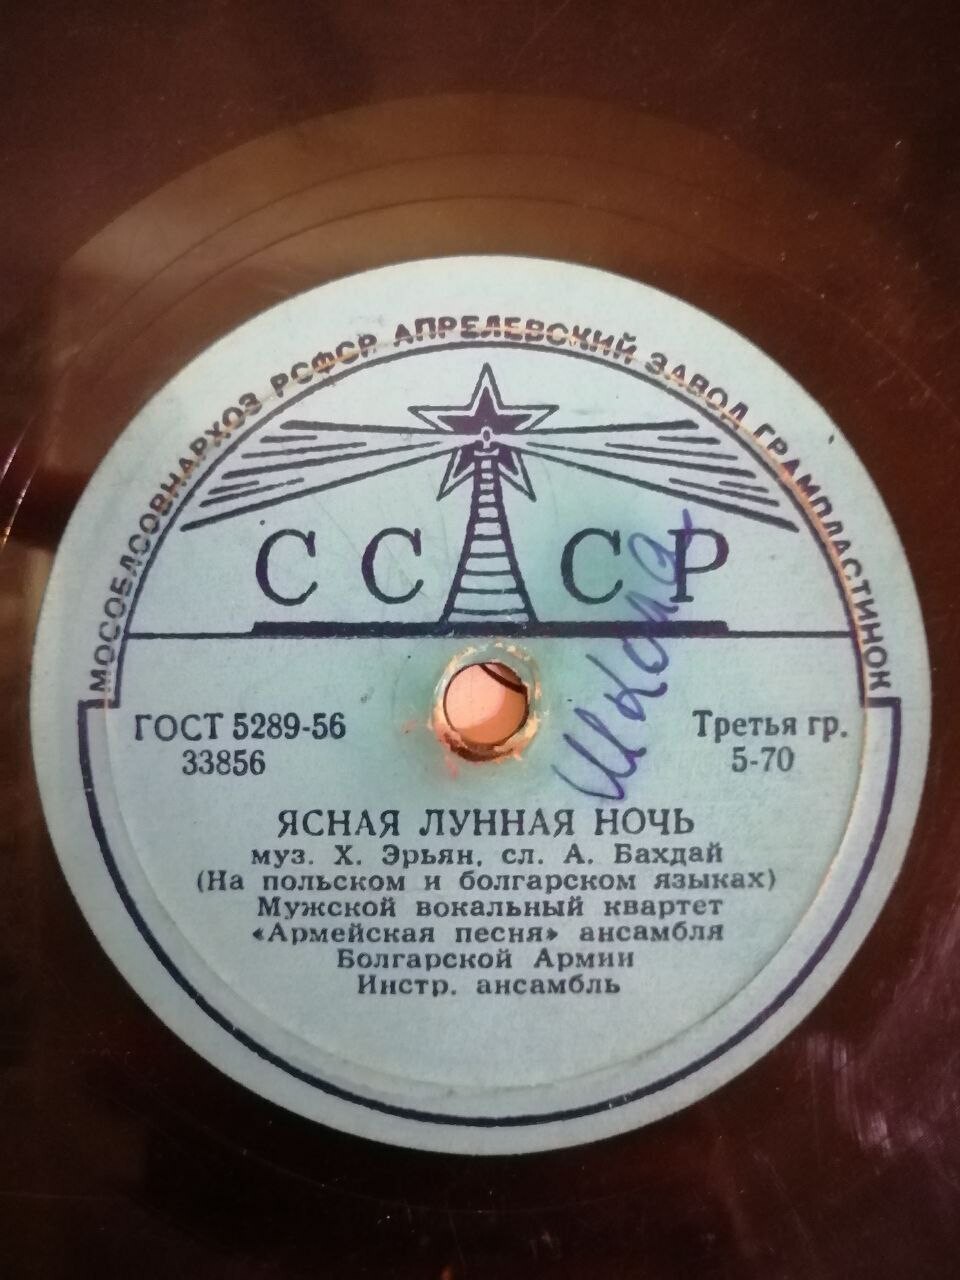 МОСОБЛСОВНАРХОЗ РСФСР АПРЕЛЕВСКИЙ ЗАВОД ГРАМПЛАСТИНОК
СССР
ГОСТ 5289-56
33856
Третья гр.
5-70
Школа
ЯСНАЯ ЛУННАЯ НОЧЬ
муз. Х. Эрьян, сл. А. Бахдай
(На польском и болгарском языках)
Мужской вокальный квартет
«Армейская песня» ансамбля
Болгарской Армии
Инстр. ансамбль